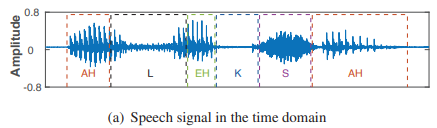 0.8
Amplitude
0
AH L EH K S AH
-0.8
(a) Speech signal in the time domain